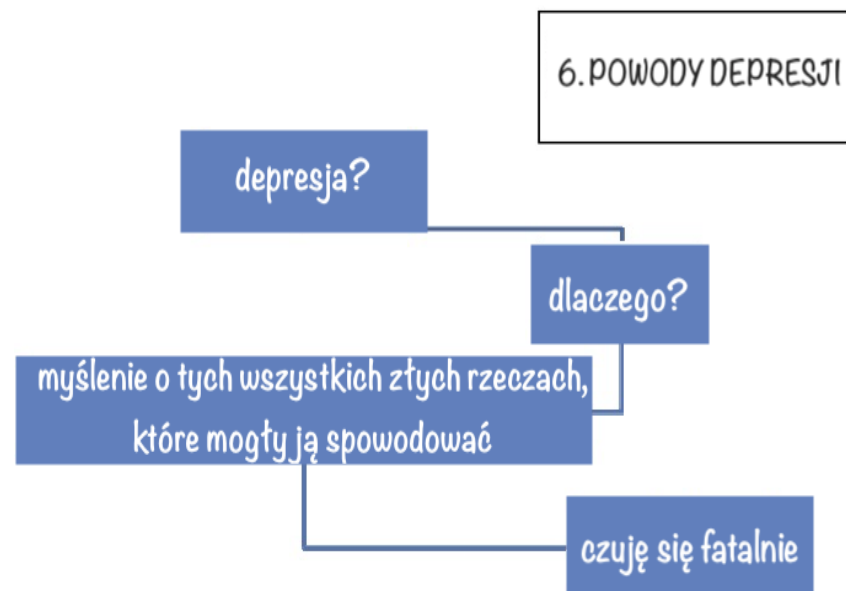 6. POWODY DEPRESJI
depresja?
dlaczego?
myślenie o tych wszystkich złych rzeczach,
które mogły ją spowodować
czuję się fatalnie